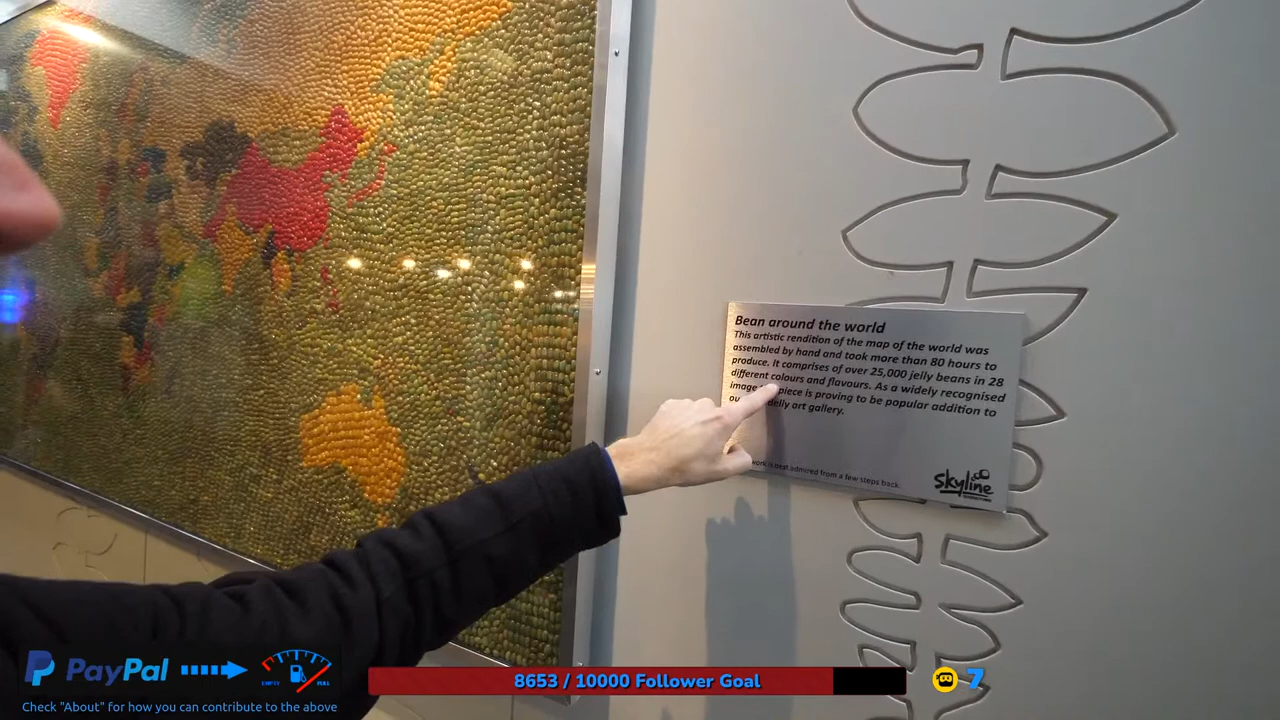 Bean around the world
This artistic rendition of the map of the world was
assembled by hand and took more than 80 hours to
produce. It comprises of over 25,000 jelly beans in 28
different colours and flavours. As a widely recognised
image piece is proving to be popular addition to
jelly art gallery.
work is best admired from a few steps back.
Skyline
PayPal
EMPTY FULL
Check "About" for how you can contribute to the above
8653 / 10000 Follower Goal
7